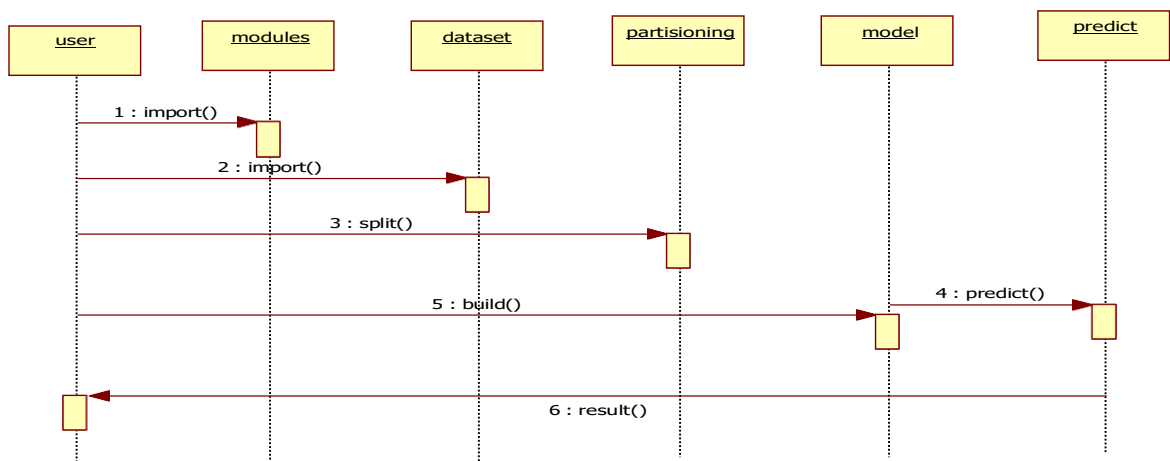 user
modules
dataset
partisioning
model
predict
1 : import()
2 : import()
3 : split()
4 : predict()
5 : build()
6 : result()